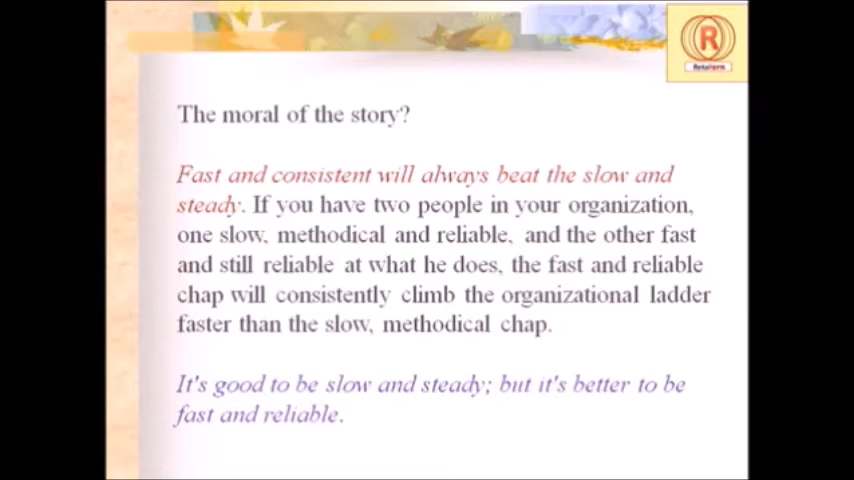 R
The moral of the story?
Fast and consistent will always beat the slow and
steady. If you have two people in your organization,
one slow, methodical and reliable, and the other fast
and still reliable at what he does, the fast and reliable
chap will consistently climb the organizational ladder
faster than the slow, methodical chap.
It's good to be slow and steady; but it's better to be
fast and reliable.